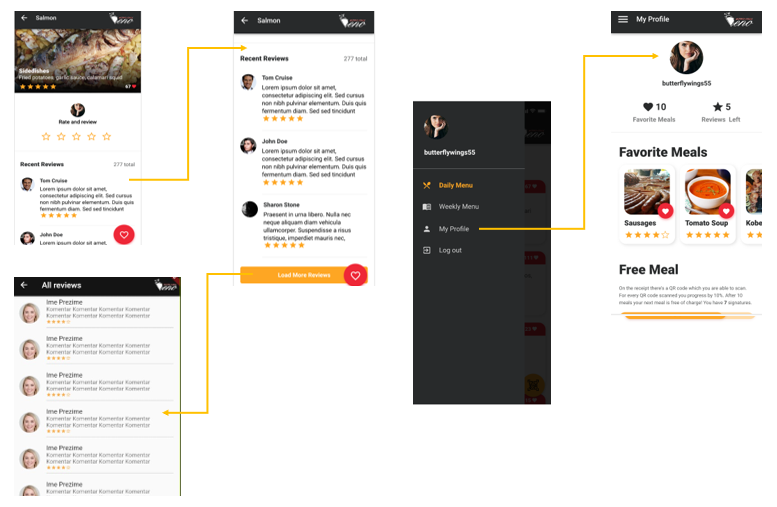 Salmon
Sidedishes
Fried potatoes, garlic sauce, calamari squid
67
Rate and review
Recent Reviews 277 total
Tom Cruise
Lorem ipsum dolor sit amet,
consectetur adipiscing elit. Sed cursus
non nibh pulvinar elementum. Duis quis
fermentum diam. Sed sed tincidunt
John Doe
Lorem ipsum dolor sit amet,
Salmon
Recent Reviews 277 total
Tom Cruise
Lorem ipsum dolor sit amet,
consectetur adipiscing elit. Sed cursus
non nibh pulvinar elementum. Duis quis
fermentum diam. Sed sed tincidunt
John Doe
Lorem ipsum dolor sit amet,
consectetur adipiscing elit. Sed cursus
non nibh pulvinar elementum. Duis quis
fermentum diam. Sed sed tincidunt
Sharon Stone
Praesent in urna libero. Nulla nec
neque aliquam diam vehicula
ullamcorper. Suspendisse a risus
tristique, imperdiet mauris nec,
Load More Reviews
All reviews
Ime Prezime
Komentar Komentar Komentar Komentar
Komentar Komentar Komentar Komentar
Ime Prezime
Komentar Komentar Komentar Komentar
Komentar Komentar Komentar Komentar
Ime Prezime
Komentar Komentar Komentar Komentar
Komentar Komentar Komentar Komentar
Ime Prezime
Komentar Komentar Komentar Komentar
Komentar Komentar Komentar Komentar
Ime Prezime
Komentar Komentar Komentar Komentar
Komentar Komentar Komentar Komentar
Ime Prezime
Komentar Komentar Komentar Komentar
butterflywings55
Daily Menu
Weekly Menu
My Profile
Log out
My Profile
butterflywings55
10
Favorite Meals
5
Reviews Left
Favorite Meals
Sausages
Tomato Soup
Kobe
Free Meal
On the receipt there's a QR code which you are able to scan.
For every QR code scanned you progress by 10%. After 10
meals your next meal is free of charge! You have 7 signatures.